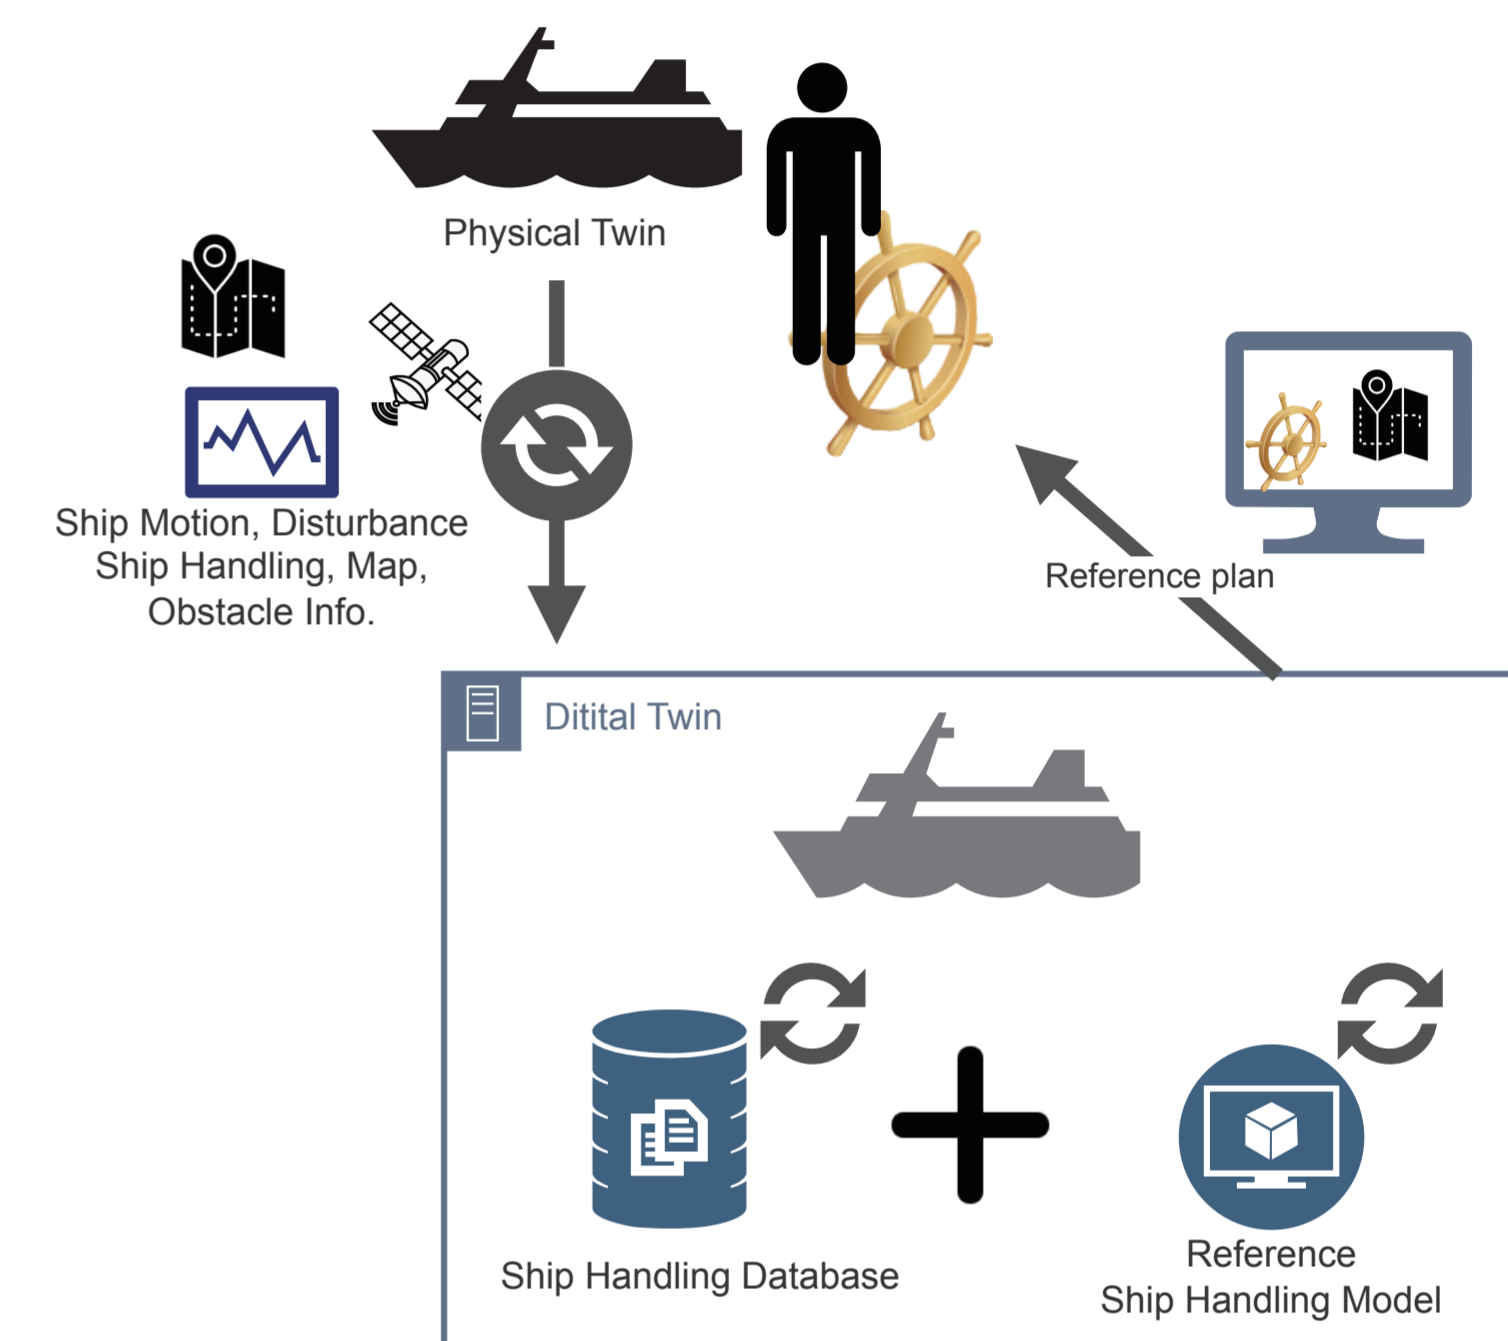 Physical Twin
Ship Motion, Disturbance
Ship Handling, Map,
Obstacle Info.
Reference plan
Ditital Twin
Ship Handling Database
Reference
Ship Handling Model